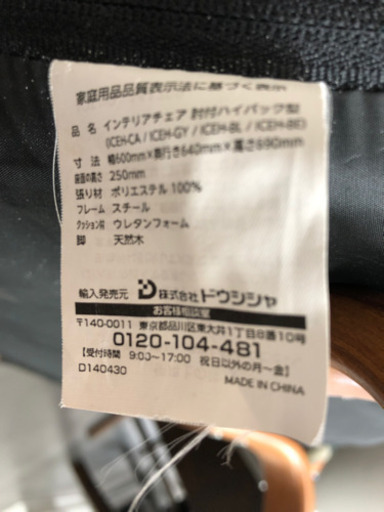 家庭用品品質表示法に基づく表示
品 名 インテリアチェア 肘付ハイバック型
(ICEH-CA / ICEH-GY / ICEH-BL / ICEH-BE)
寸 法 幅600mm×奥行き640mm×高さ890mm
座面の高さ 250mm
張り材 ポリエステル 100%
フレーム スチール
クッション材 ウレタンフォーム
脚 天然木
輸入発売元 株式会社ドウシシャ
お客様相談室
〒140-0011 東京都品川区東大井1丁目8番10号
0120-104-481
【受付時間 9:00~17:00 祝日以外の月~金】
D140430 MADE IN CHINA